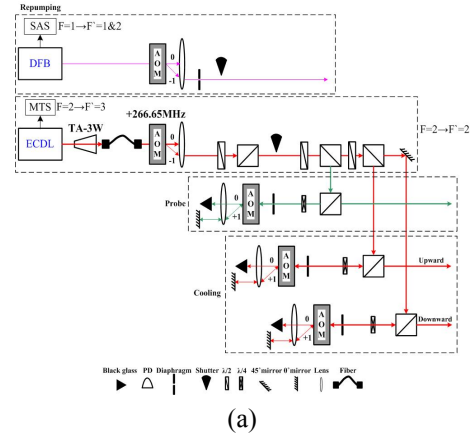 Repumping
SAS F=1→F`=1&2
DFB
AOM
0
-1
MTS F=2→F`=3
TA-3W
+266.65MHz
ECDL
AOM
0
-1
F=2→F`=2
Probe
AOM
0
+1
Cooling
AOM
0
+1
Upward
AOM
0
+1
Downward
Black glass PD Diaphragm Shutter λ/2 λ/4 45°mirror 0°mirror Lens Fiber
(a)